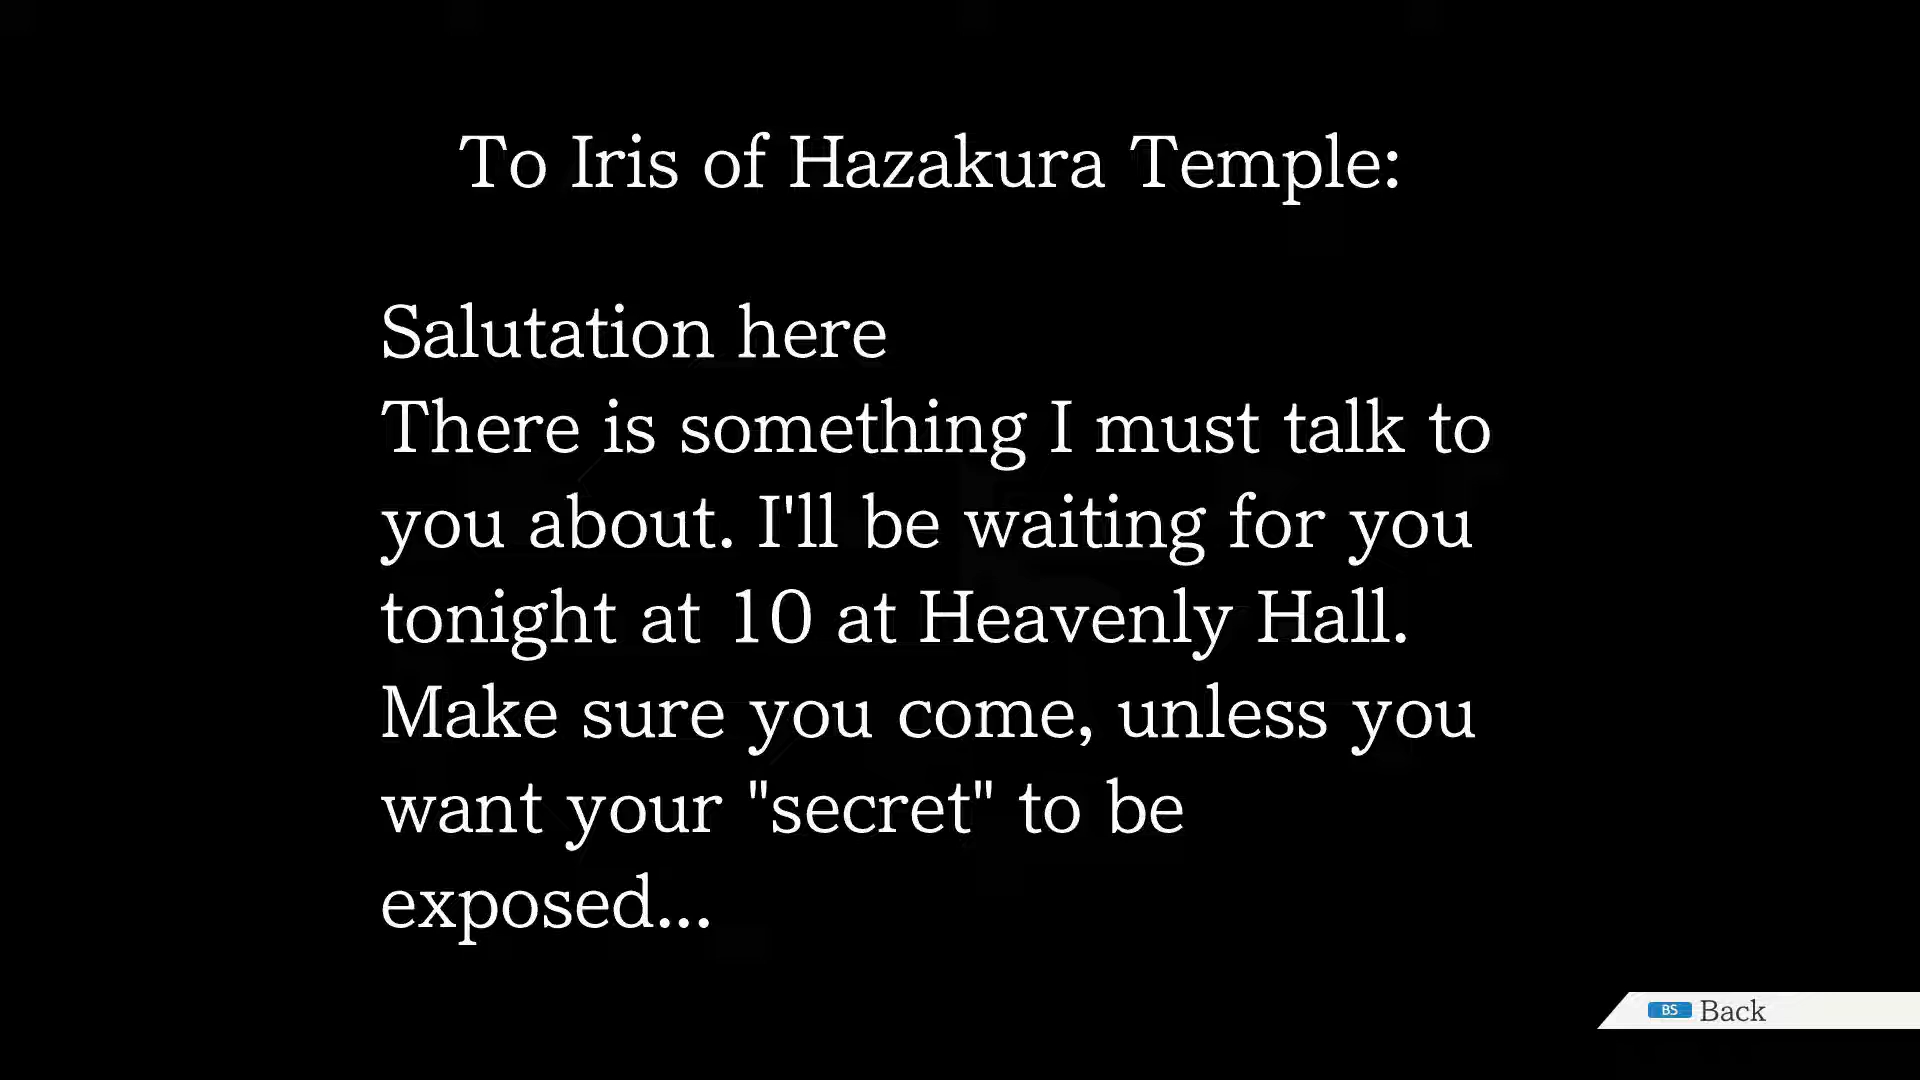 To Iris of Hazakura Temple:
Salutation here
There is something I must talk to
you about. I'll be waiting for you
tonight at 10 at Heavenly Hall.
Make sure you come, unless you
want your "secret" to be
exposed...
BS Back